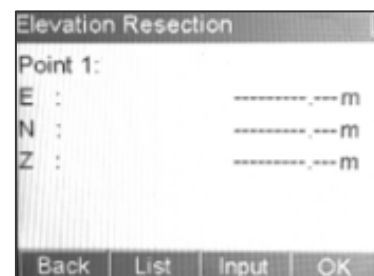 Elevation Resection
Point 1:
E : ---------.---m
N : ---------.---m
Z : ---------.---m
Back List Input OK